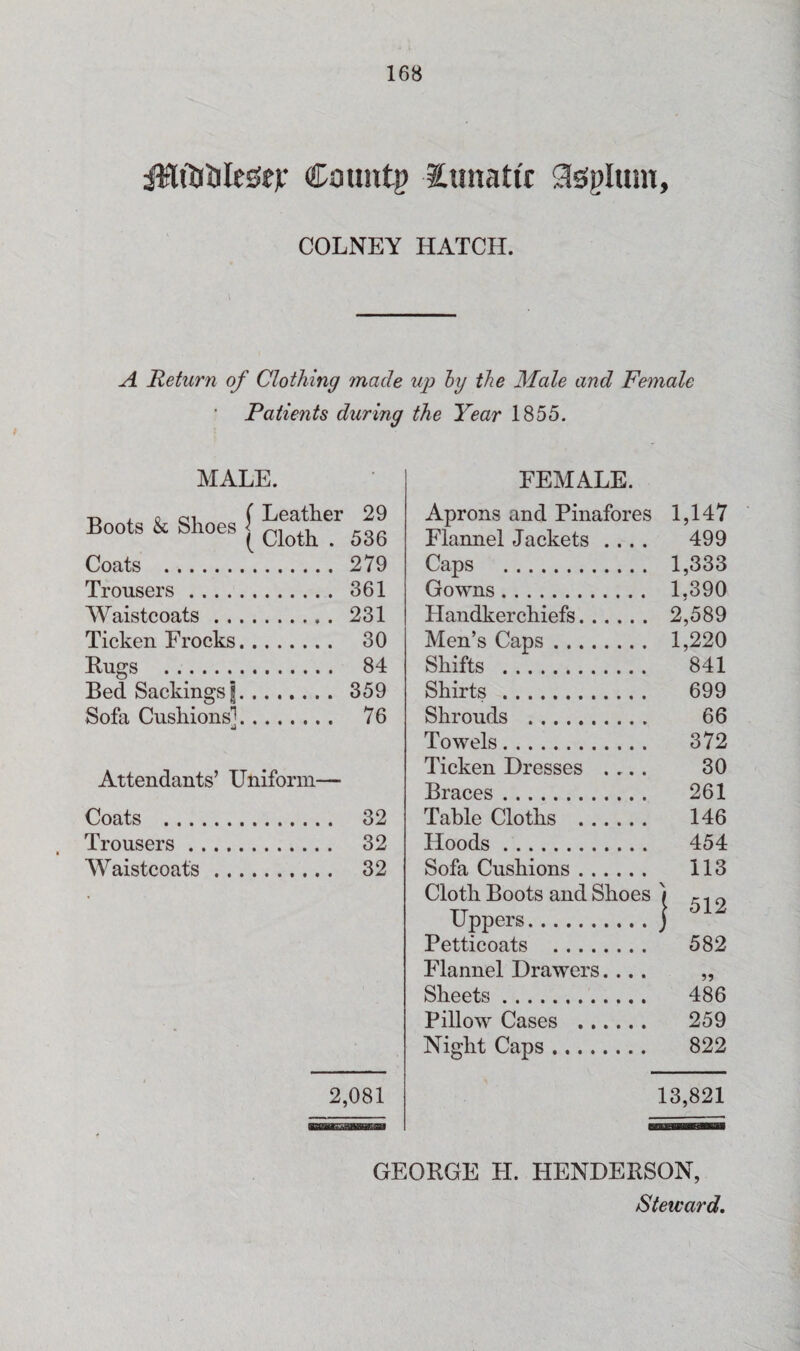 168
Middlesex County Lunatic Asylum,
COLNEY HATCH.
A Return of Clothing made up by the Male and Female
Patients during the Year 1855.
MALE.
Boots & Shoes { Leather 29
{ Cloth . 536
Coats .............. 279
Trousers ............ 361
Waistcoats .......... 231
Ticken Frocks........ 30
Rugs .............. 84
Bed Sackings ........ 359
Sofa Cushions ........ 76
Attendants’ Uniform—
Coats .............. 32
Trousers ............ 32
Waistcoats .......... 32
2,081
FEMALE.
Aprons and Pinafores 1,147
Flannel Jackets .... 499
Caps ............ 1,333
Gowns............ 1,390
Handkerchiefs...... 2,589
Men’s Caps........ 1,220
Shifts ............ 841
Shirts ............ 699
Shrouds .......... 66
Towels............ 372
Ticken Dresses .... 30
Braces............ 261
Table Cloths ...... 146
Hoods............ 454
Sofa Cushions...... 113
Cloth Boots and Shoes }
Uppers.......... } 512
Petticoats ........ 582
Flannel Drawers.... ,,
Sheets............ 486
Pillow Cases ...... 259
Night Caps........ 822
13,821
GEORGE H. HENDERSON,
Steward.